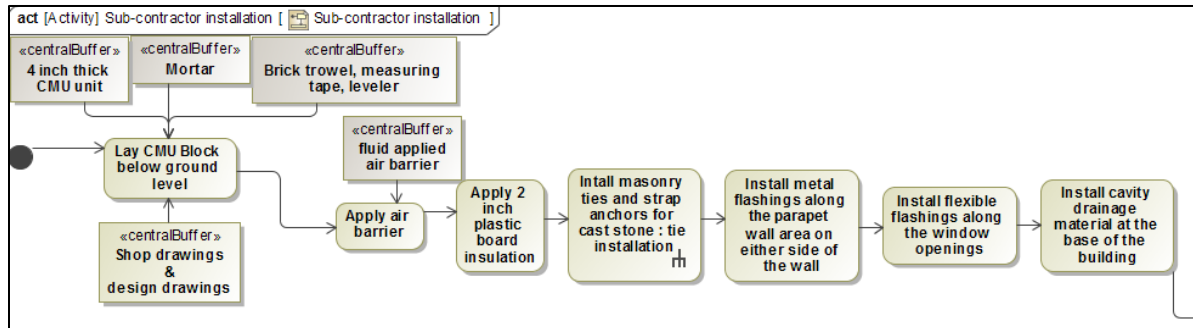 act [Activity] Sub-contractor installation [ Sub-contractor installation ]
«centralBuffer»
4 inch thick
CMU unit
«centralBuffer»
Mortar
«centralBuffer»
Brick trowel, measuring
tape, leveler
Lay CMU Block
below ground
level
«centralBuffer»
Shop drawings
&
design drawings
«centralBuffer»
fluid applied
air barrier
Apply air
barrier
Apply 2
inch
plastic
board
insulation
Intall masonry
ties and strap
anchors for
cast stone : tie
installation
Install metal
flashings along
the parapet
wall area on
either side of
the wall
Install flexible
flashings along
the window
openings
Install cavity
drainage
material at the
base of the
building